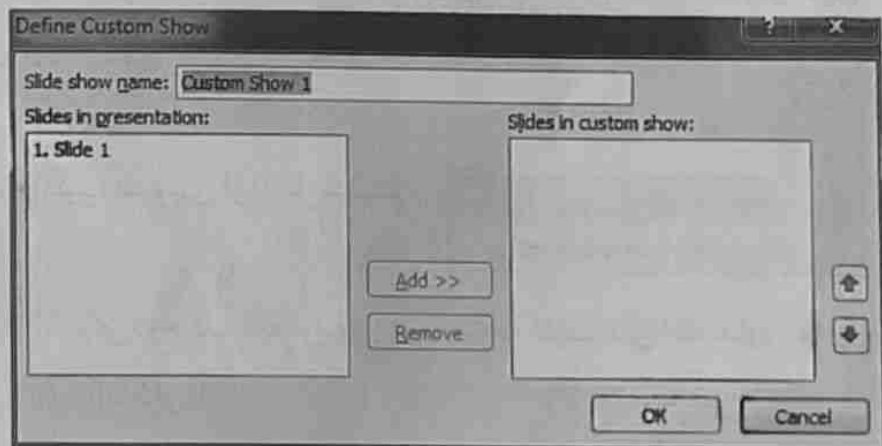 Define Custom Show
?
X
Slide show name: Custom Show 1
Slides in presentation:
Slides in custom show:
1. Slide 1
Add >>
Remove
OK
Cancel